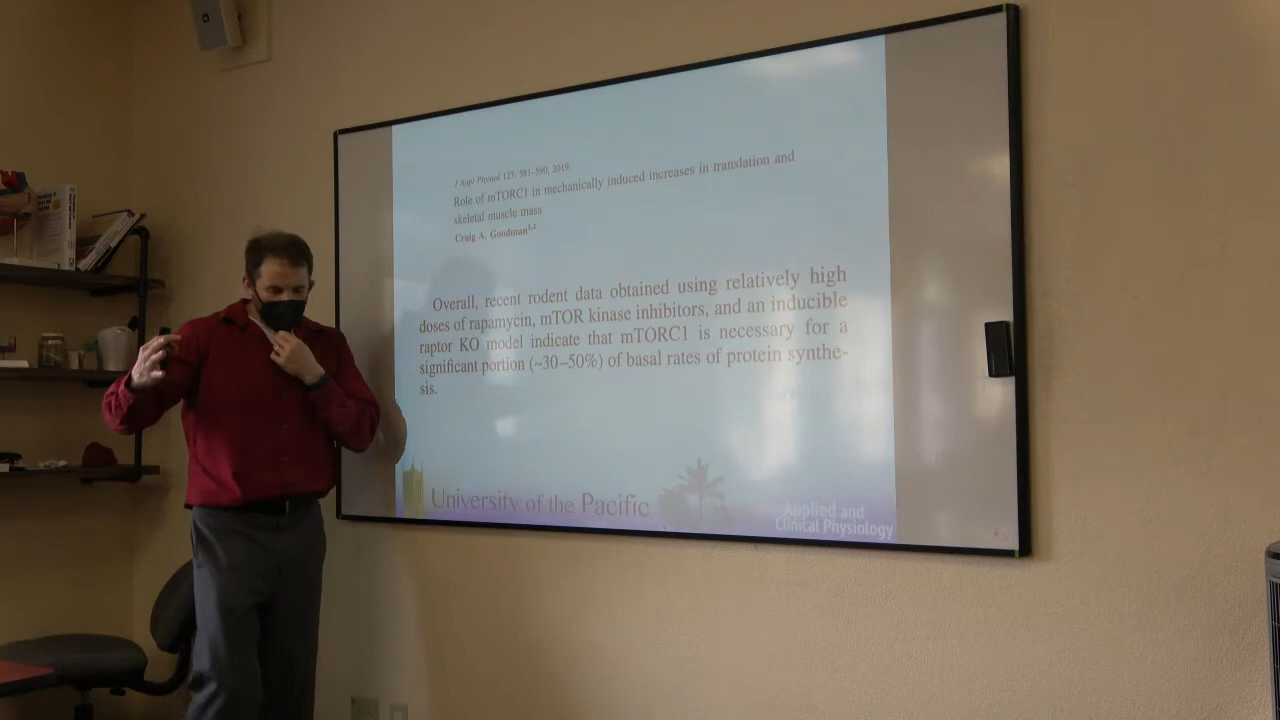 J Appl Physiol 127: 581–590, 2019.
Role of mTORC1 in mechanically induced increases in translation and
skeletal muscle mass
Craig A. Goodman1,2
Overall, recent rodent data obtained using relatively high
doses of rapamycin, mTOR kinase inhibitors, and an inducible
raptor KO model indicate that mTORC1 is necessary for a
significant portion (~30–50%) of basal rates of protein synthe-
sis.
University of the Pacific
Applied and
Clinical Physiology